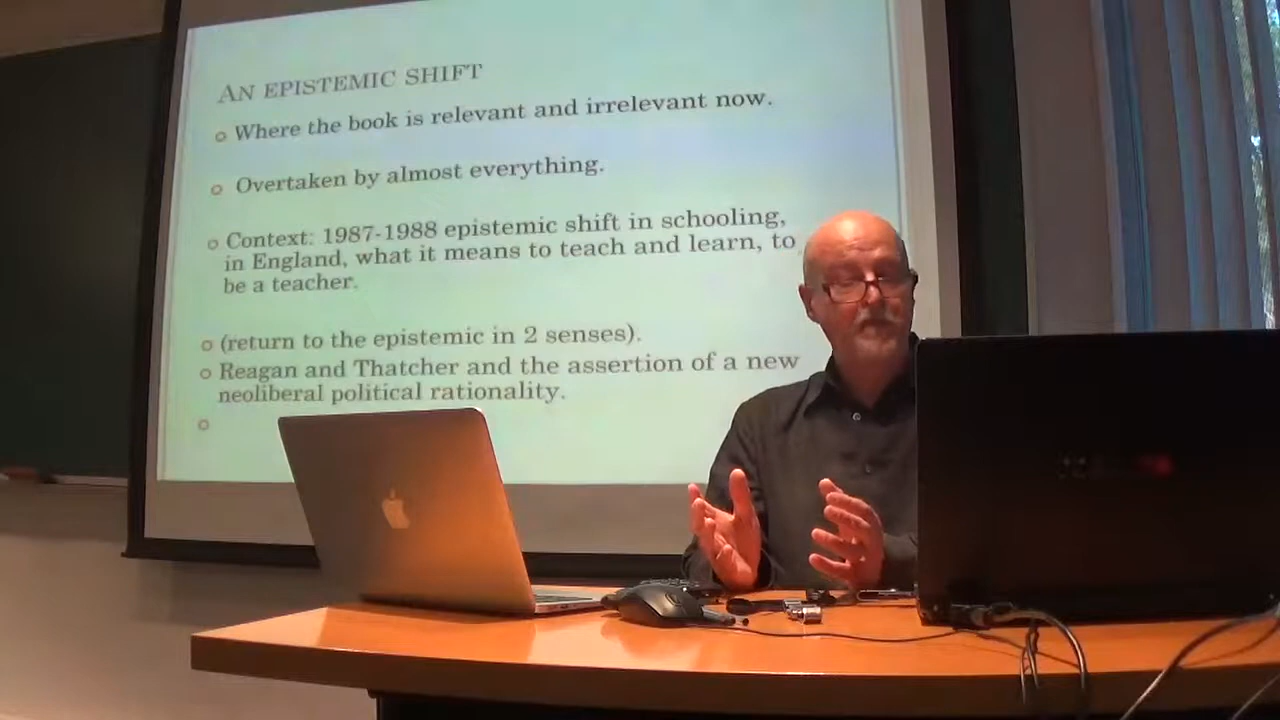 AN EPISTEMIC SHIFT
Where the book is relevant and irrelevant now.
Overtaken by almost everything.
Context: 1987-1988 epistemic shift in schooling,
in England, what it means to teach and learn, to
be a teacher.
(return to the epistemic in 2 senses).
Reagan and Thatcher and the assertion of a new
neoliberal political rationality.